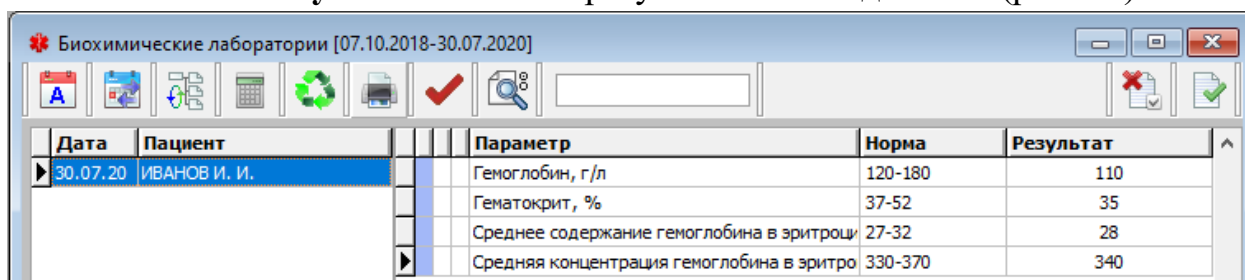 Биохимические лаборатории [07.10.2018-30.07.2020]
A
Дата Пациент Параметр Норма Результат
30.07.20 ИВАНОВ И. И. Гемоглобин, г/л 120-180 110
Гематокрит, % 37-52 35
Среднее содержание гемоглобина в эритроци 27-32 28
Средняя концентрация гемоглобина в эритро 330-370 340